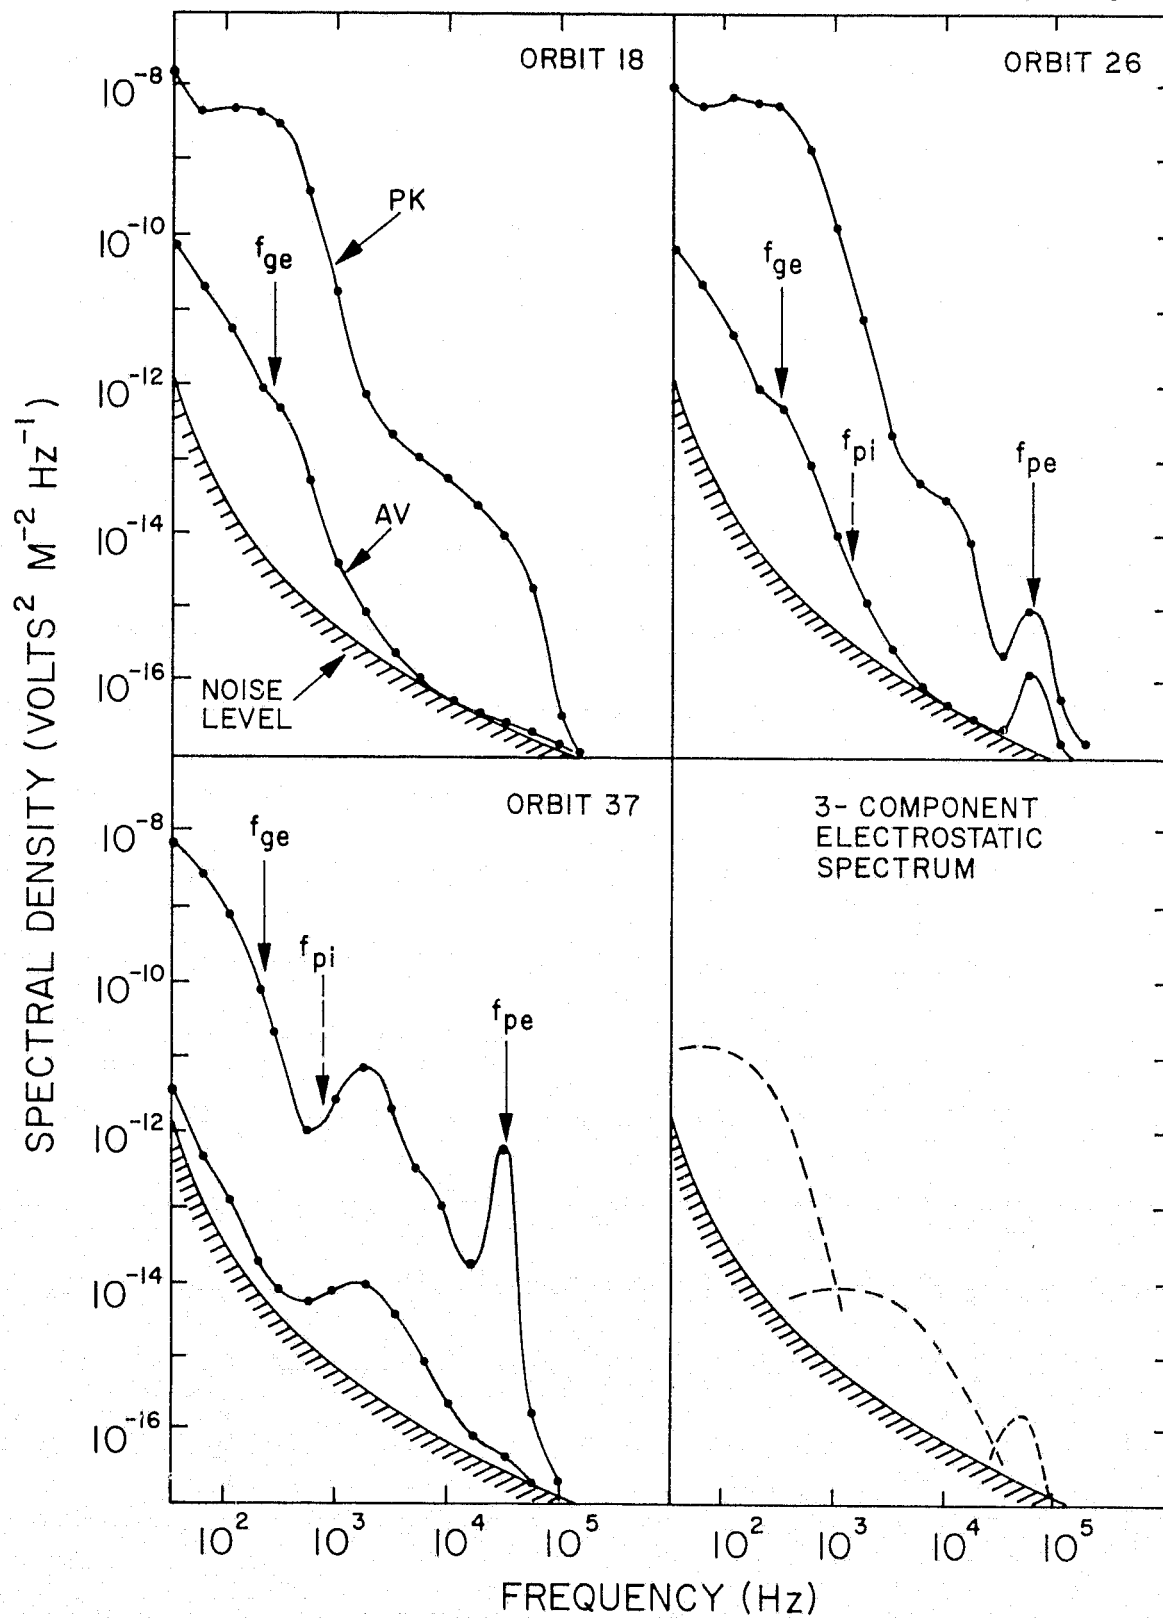 ORBIT 18
ORBIT 26
10⁻⁸
PK
10⁻¹⁰
f_ge
f_ge
10⁻¹²
f_pi
f_pe
AV
10⁻¹⁴
10⁻¹⁶
NOISE
LEVEL
ORBIT 37
3- COMPONENT
ELECTROSTATIC
SPECTRUM
10⁻⁸
f_ge
f_pi
10⁻¹⁰
f_pe
10⁻¹²
10⁻¹⁴
10⁻¹⁶
10² 10³ 10⁴ 10⁵
10² 10³ 10⁴ 10⁵
FREQUENCY (Hz)
SPECTRAL DENSITY (VOLTS² M⁻² Hz⁻¹)